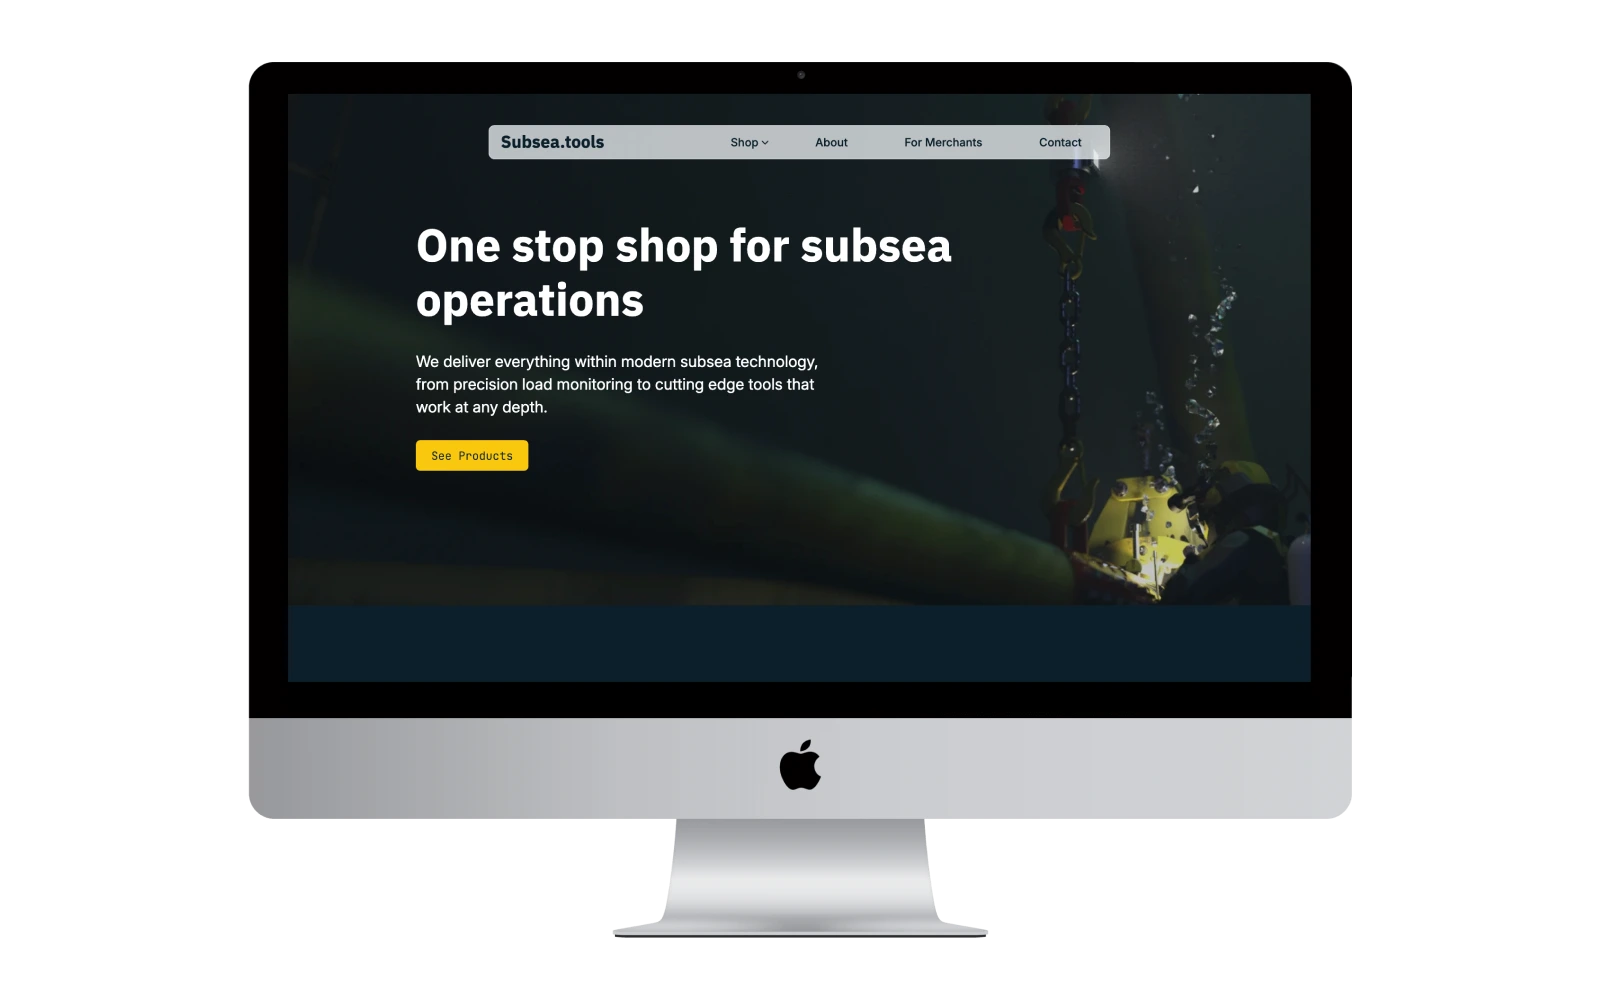 Subsea.tools
Shop
About
For Merchants
Contact
One stop shop for subsea
operations
We deliver everything within modern subsea technology,
from precision load monitoring to cutting edge tools that
work at any depth.
See Products